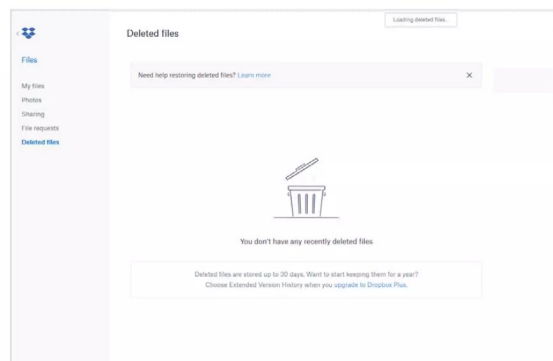 Loading deleted files...
Deleted files
Files
My files
Photos
Sharing
File requests
Deleted files
Need help restoring deleted files? Learn more
You don't have any recently deleted files
Deleted files are stored up to 30 days. Want to start keeping them for a year?
Choose Extended Version History when you upgrade to Dropbox Plus.